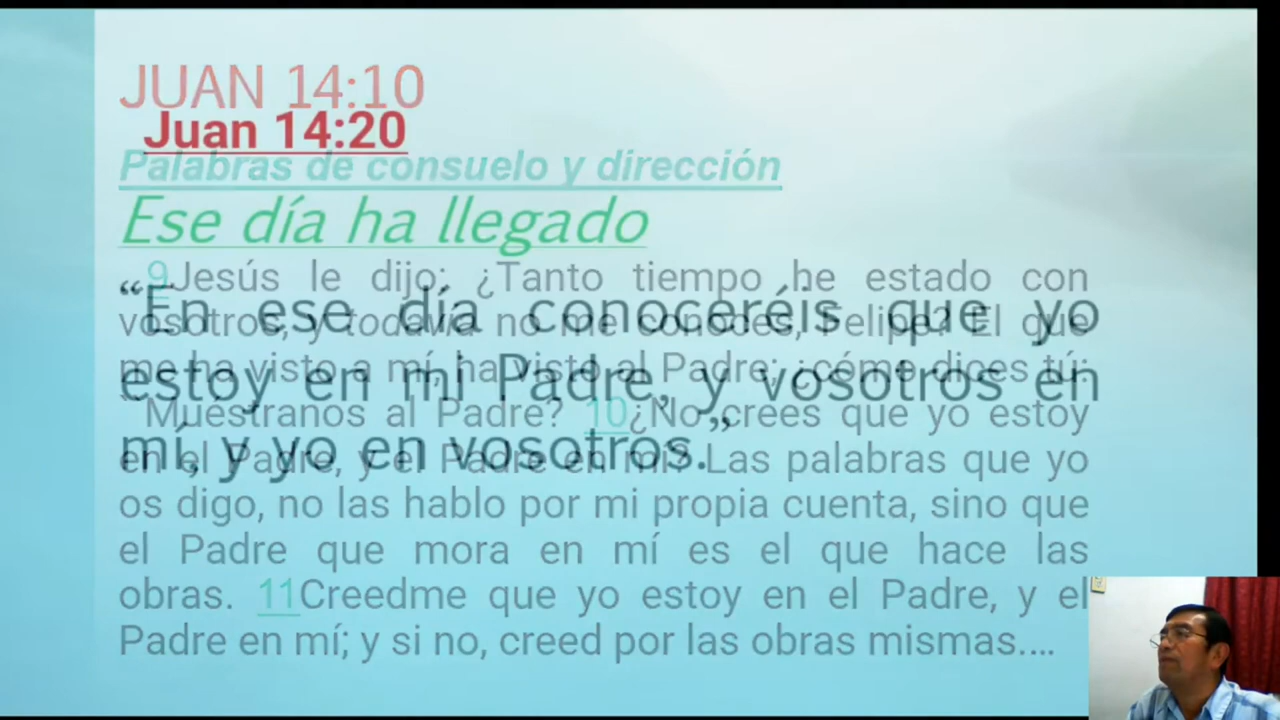 JUAN 14:10
Juan 14:20
Palabras de consuelo y dirección
Ese día ha llegado
9Jesús le dijo: ¿Tanto tiempo he estado con
“En ese día conoceréis que yo
vosotros, y todavía no me conoces, Felipe? El que
me ha visto a mí, ha visto al Padre; ¿cómo dices tú:
estoy en mi Padre, y vosotros en
"Muéstranos al Padre? 10¿No crees que yo estoy
mí, y yo en vosotros.”
en el Padre, y el Padre en mí? Las palabras que yo
os digo, no las hablo por mi propia cuenta, sino que
el Padre que mora en mí es el que hace las
obras. 11Creedme que yo estoy en el Padre, y el
Padre en mí; y si no, creed por las obras mismas.…